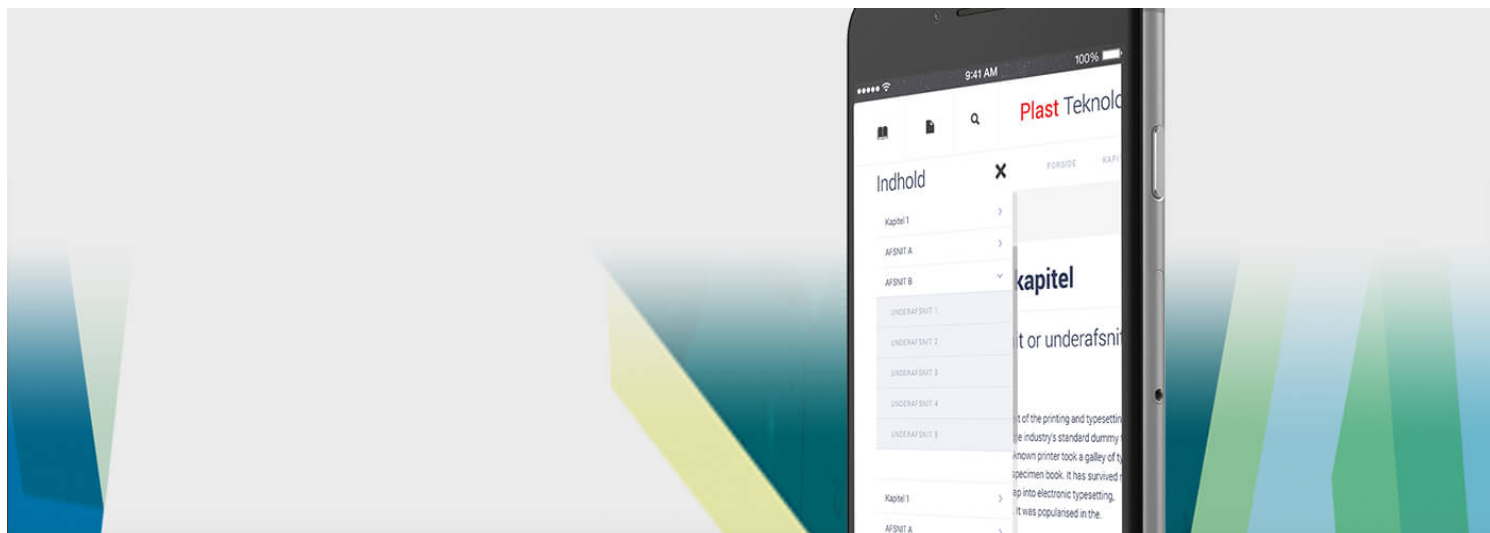 9:41 AM
100%
Plast Teknolo
FORSIDE
KAPI
Indhold
Kapitel 1
AFSNIT A
AFSNIT B
UNDERAFSNIT 1
UNDERAFSNIT 2
UNDERAFSNIT 3
UNDERAFSNIT 4
UNDERAFSNIT 5
Kapitel 1
AFSNIT A
kapitel
it or underafsnit
t of the printing and typesettin
e industry's standard dummy t
known printer took a galley of ty
specimen book. It has survived n
ap into electronic typesetting,
. It was popularised in the.